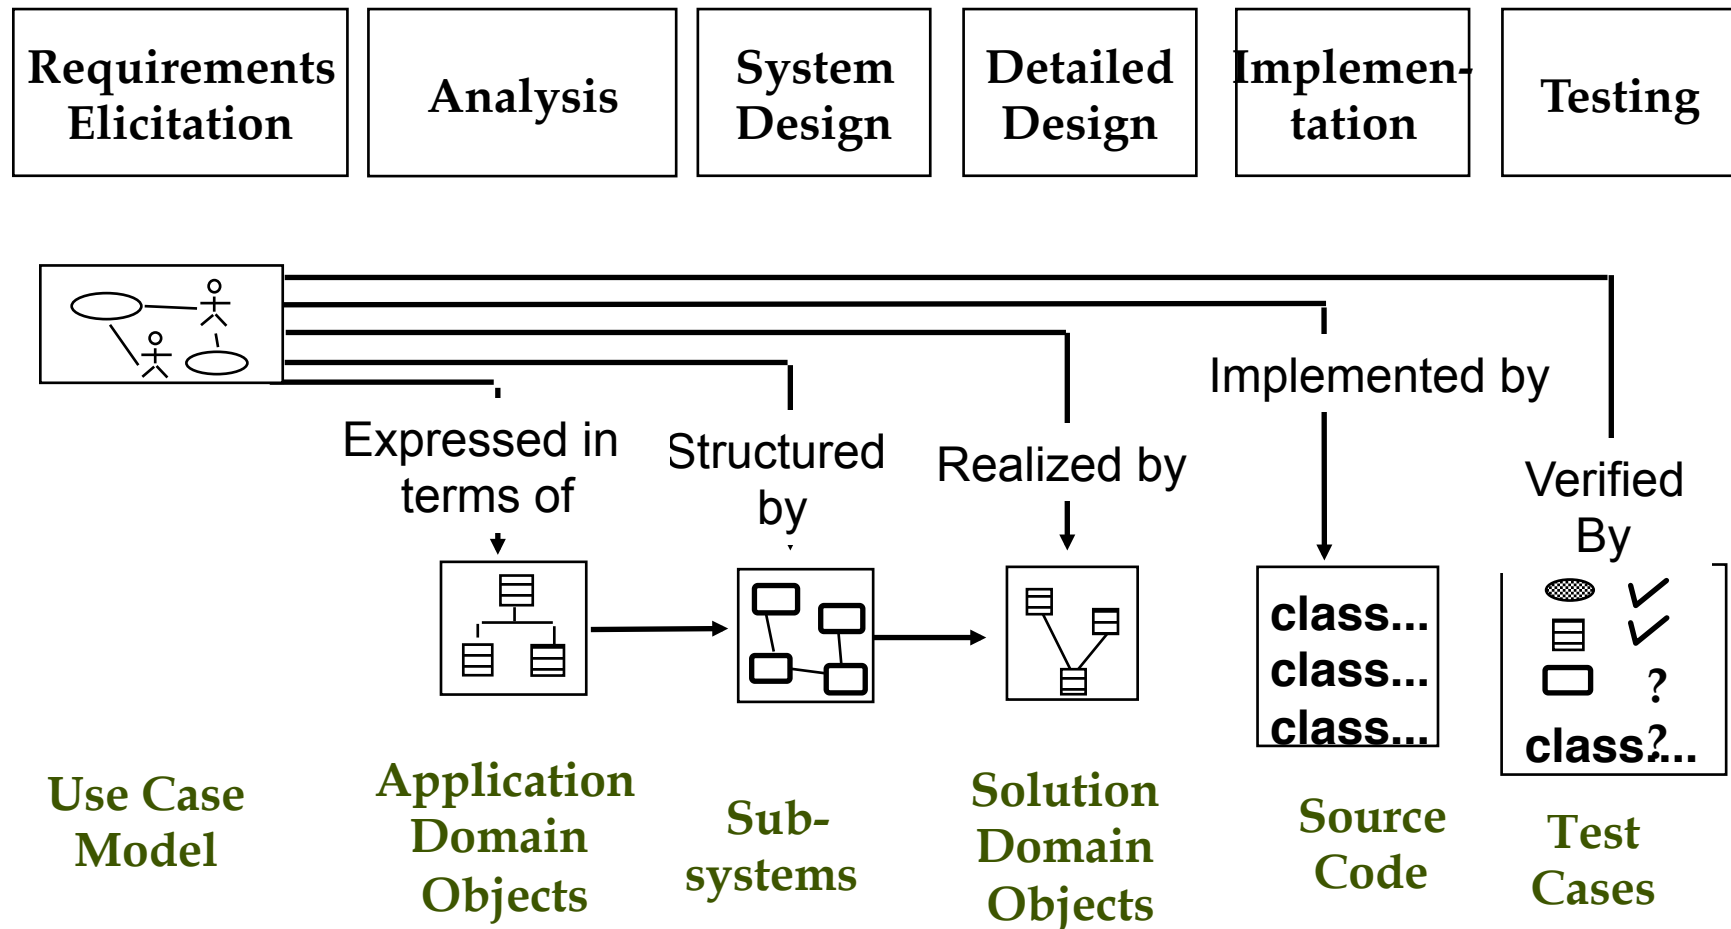 Requirements
Elicitation
Analysis
System
Design
Detailed
Design
Implemen-
tation
Testing
Expressed in
terms of
Structured
by
Realized by
Implemented by
Verified
By
class...
class...
class...
?
class?...
Use Case
Model
Application
Domain
Objects
Sub-
systems
Solution
Domain
Objects
Source
Code
Test
Cases